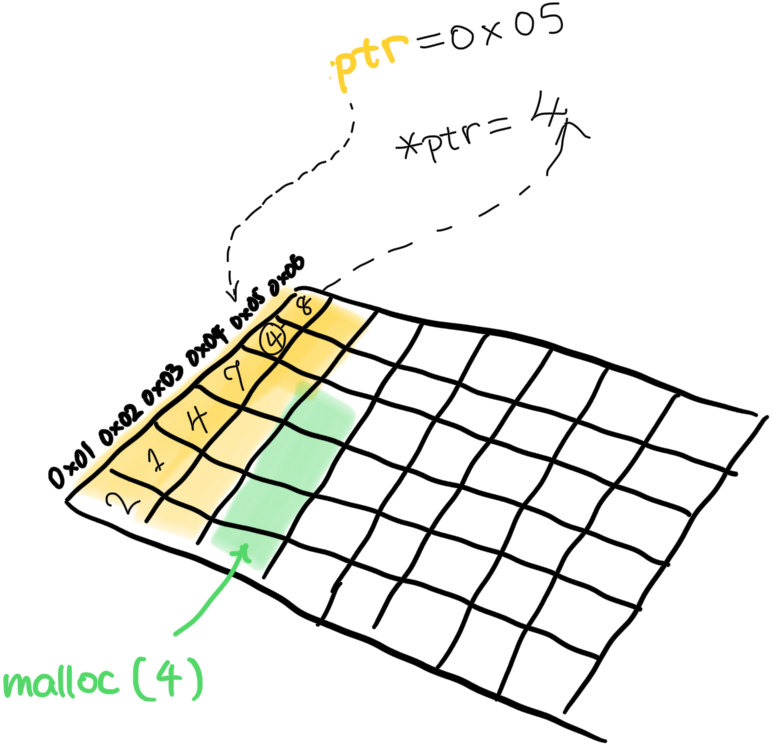 ptr=0x05
*ptr= 4
0x01 0x02 0x03 0x04 0x05 0x06
2 1 4 7 4 8
malloc (4)